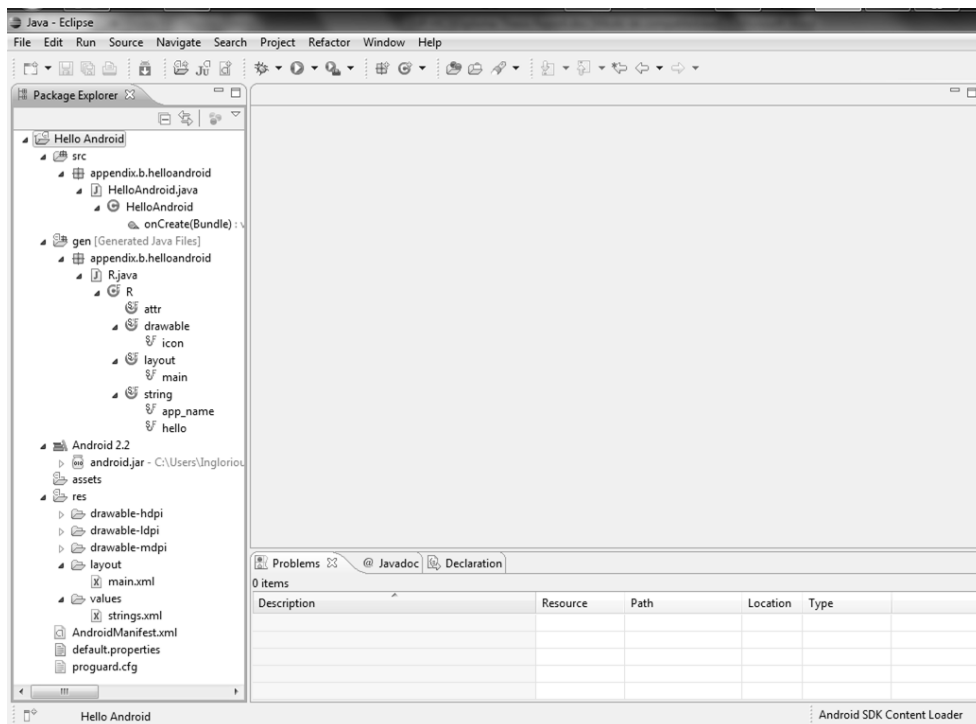 Java - Eclipse
File Edit Run Source Navigate Search Project Refactor Window Help
Package Explorer
Hello Android
src
appendix.b.helloandroid
HelloAndroid.java
HelloAndroid
onCreate(Bundle) :
gen [Generated Java Files]
appendix.b.helloandroid
R.java
R
attr
drawable
icon
layout
main
string
app_name
hello
Android 2.2
android.jar - C:\Users\Ingloriou
assets
res
drawable-hdpi
drawable-ldpi
drawable-mdpi
layout
main.xml
values
strings.xml
AndroidManifest.xml
default.properties
proguard.cfg
Problems @ Javadoc Declaration
0 items
Description Resource Path Location Type
Hello Android
Android SDK Content Loader